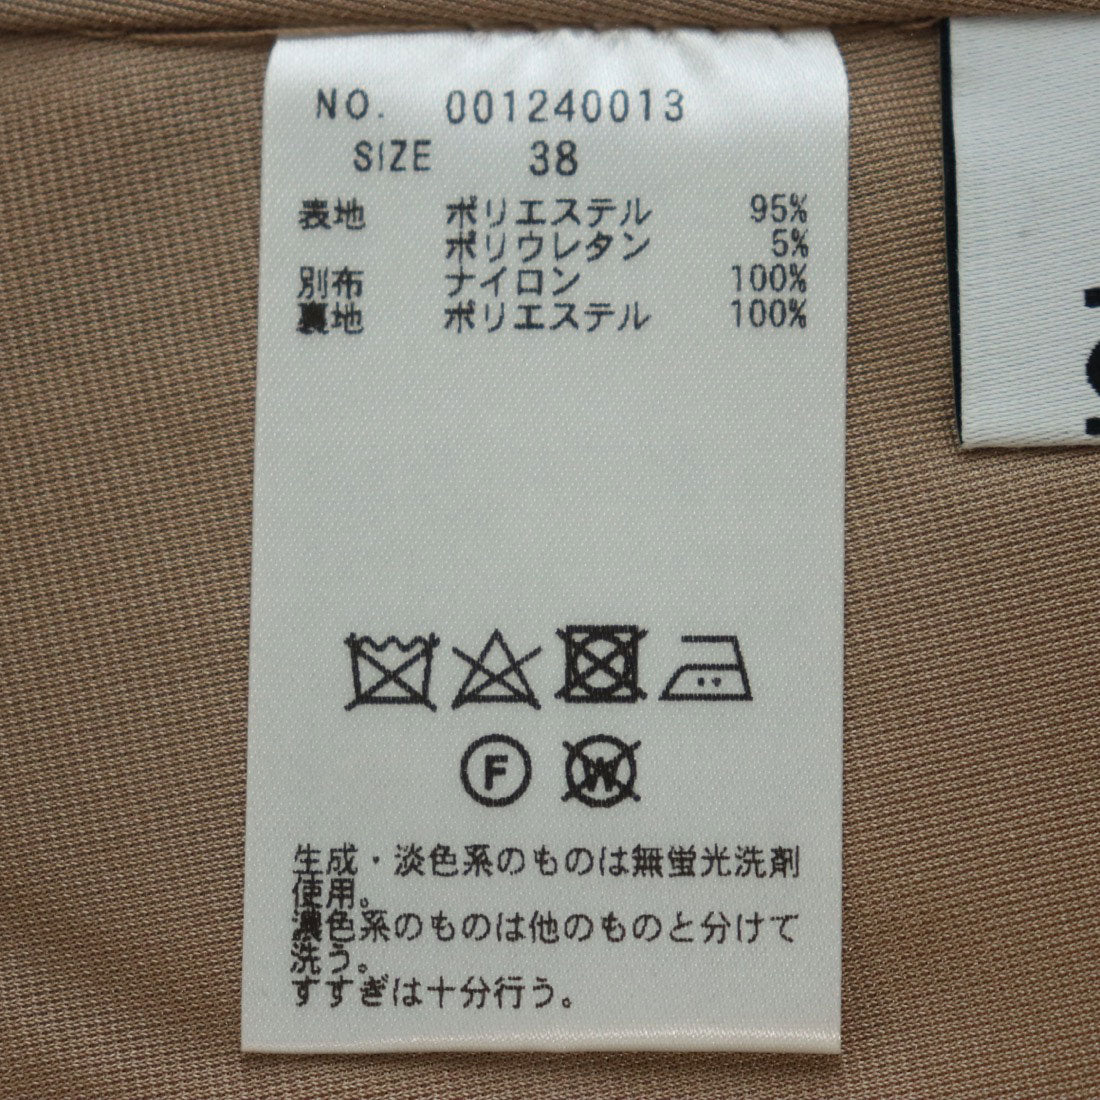 NO. 001240013
SIZE 38
表地 ポリエステル 95%
ポリウレタン 5%
別布 ナイロン 100%
裏地 ポリエステル 100%
F W
生成・淡色系のものは無蛍光洗剤
使用。
濃色系のものは他のものと分けて
洗う。
すすぎは十分行う。